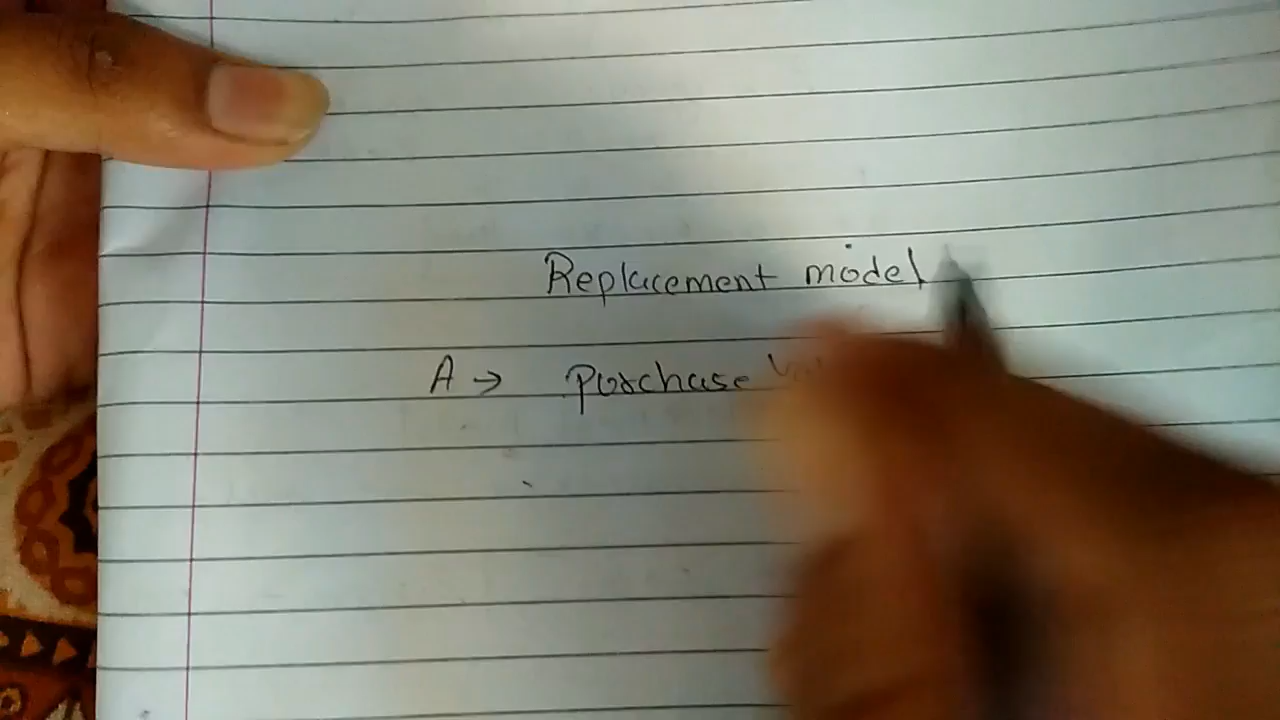 Replacement model
A → Purchase